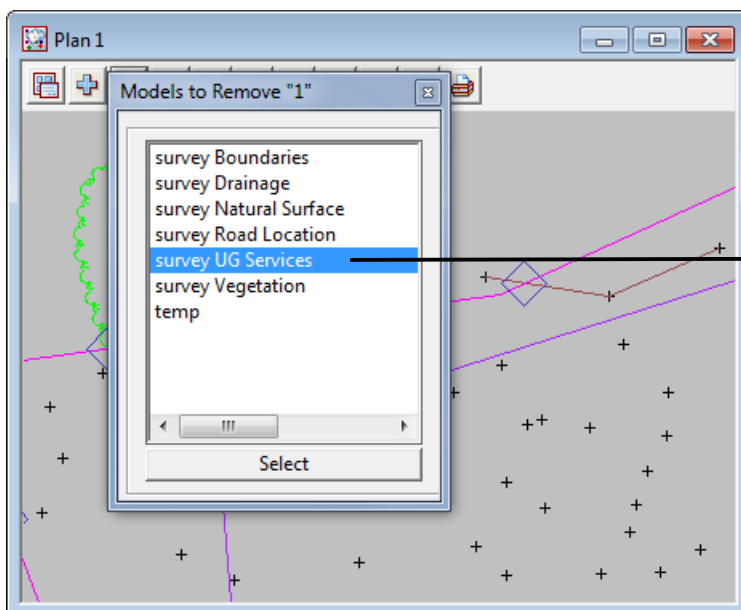 Plan 1
Models to Remove "1"
survey Boundaries
survey Drainage
survey Natural Surface
survey Road Location
survey UG Services
survey Vegetation
temp
Select